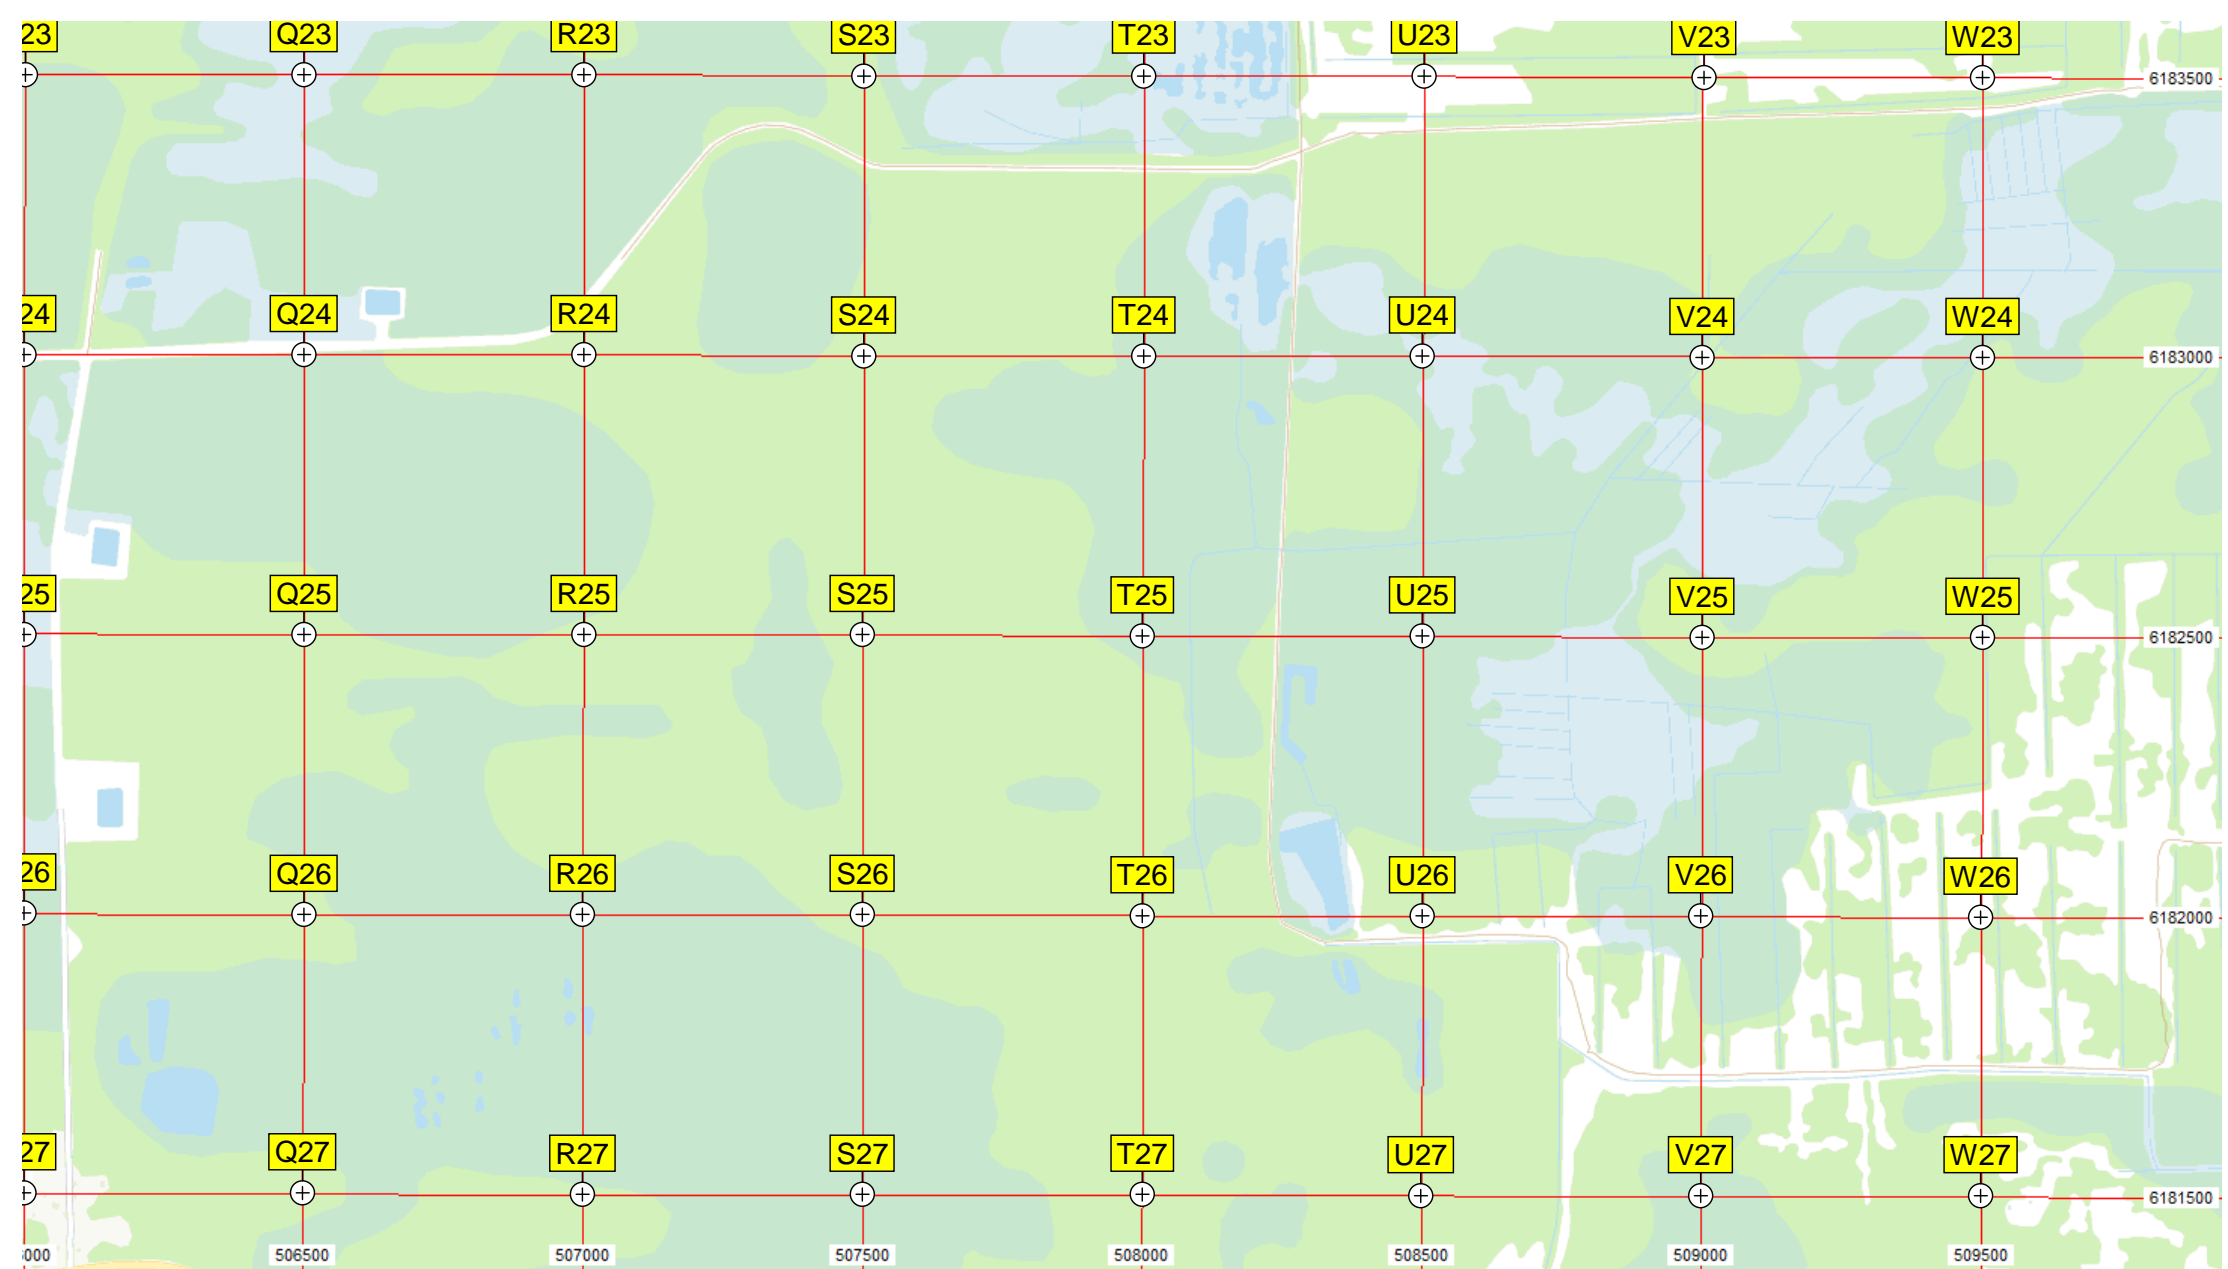 23 Q23 R23 S23 T23 U23 V23 W23
6183500
24 Q24 R24 S24 T24 U24 V24 W24
6183000
25 Q25 R25 S25 T25 U25 V25 W25
6182500
26 Q26 R26 S26 T26 U26 V26 W26
6182000
27 Q27 R27 S27 T27 U27 V27 W27
6181500
000 506500 507000 507500 508000 508500 509000 509500